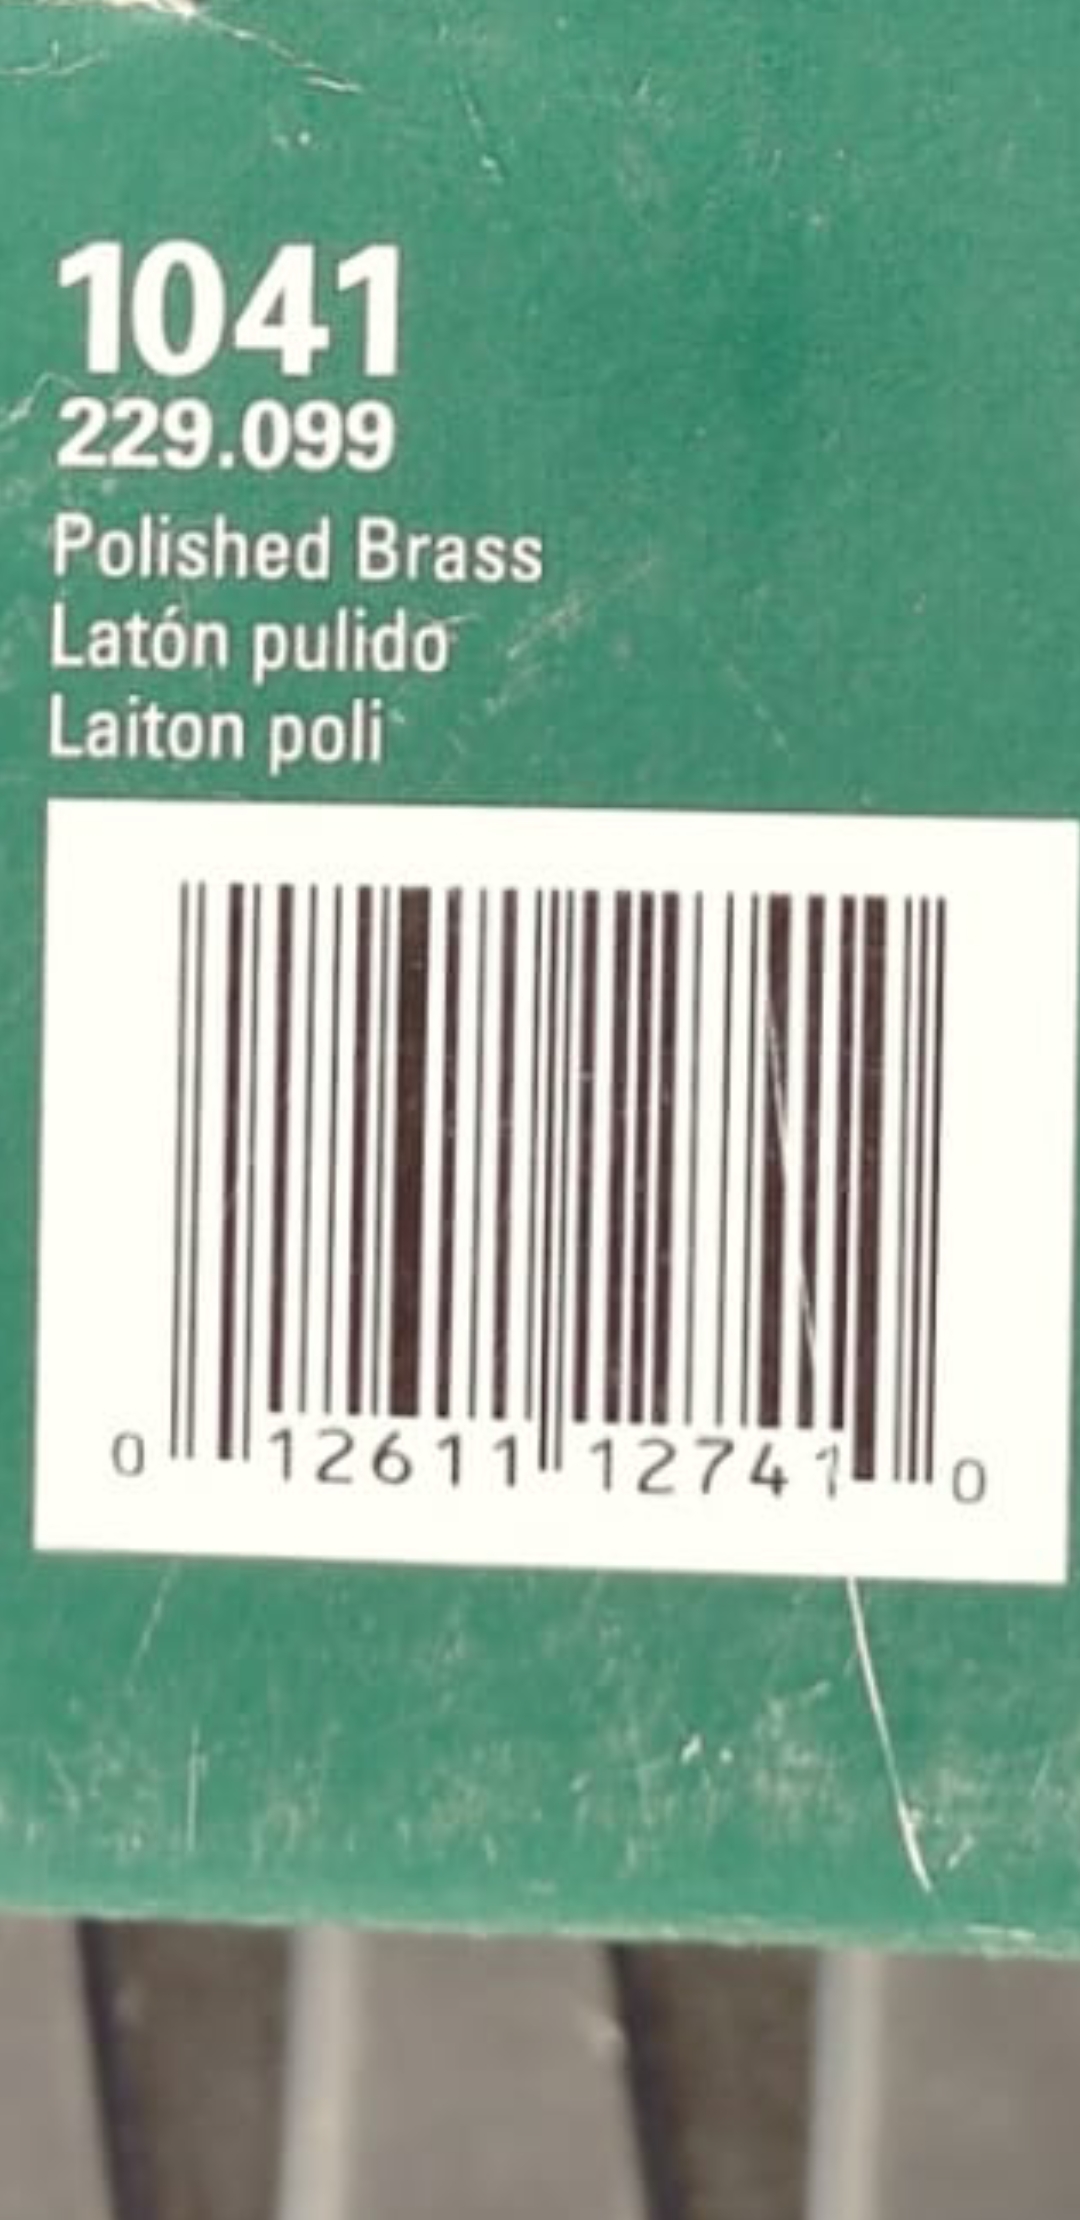 1041
229.099
Polished Brass
Latón pulido
Laiton poli
0 12611 12741 0